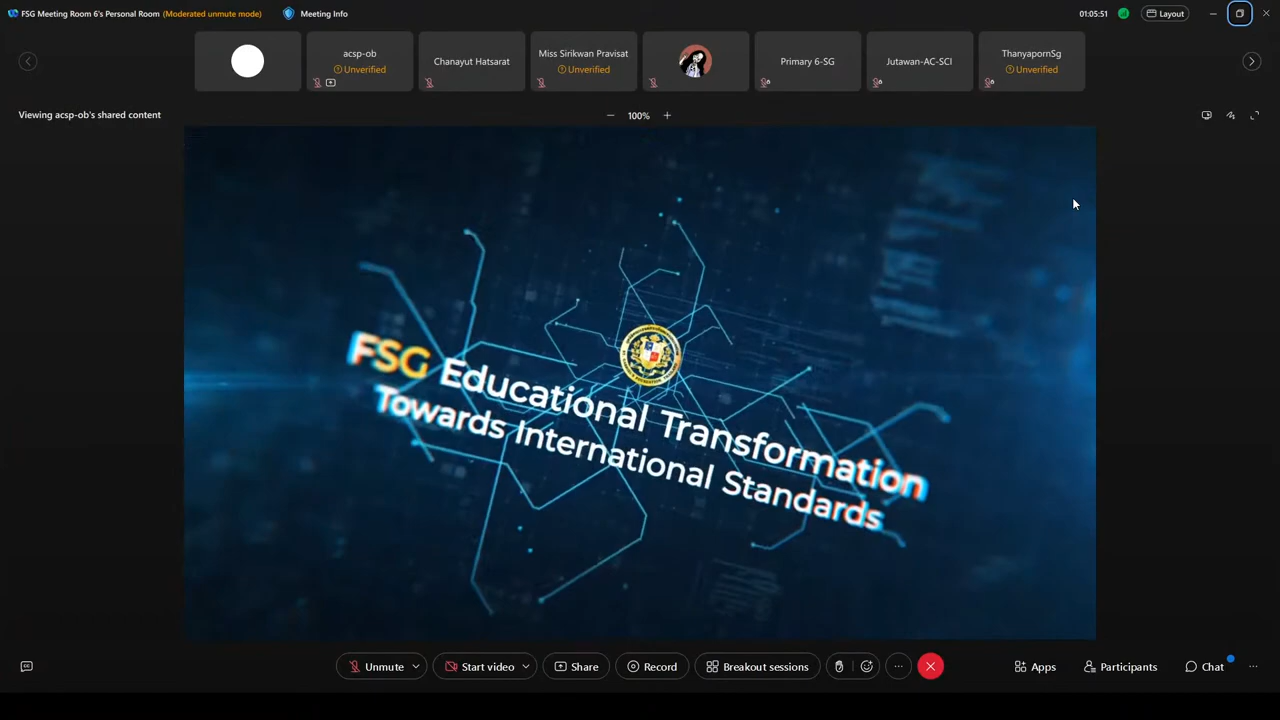 FSG Meeting Room 6's Personal Room (Moderated unmute mode)
Meeting Info
01:05:51
Layout
acsp-ob
Unverified
Chanayut Hatsarat
Miss Sirikwan Pravisat
Unverified
Primary 6-SG
Jutawan-AC-SCI
ThanyapornSg
Unverified
Viewing acsp-ob's shared content
100%
FSG Educational Transformation
Towards International Standards
Unmute
Start video
Share
Record
Breakout sessions
Apps
Participants
Chat